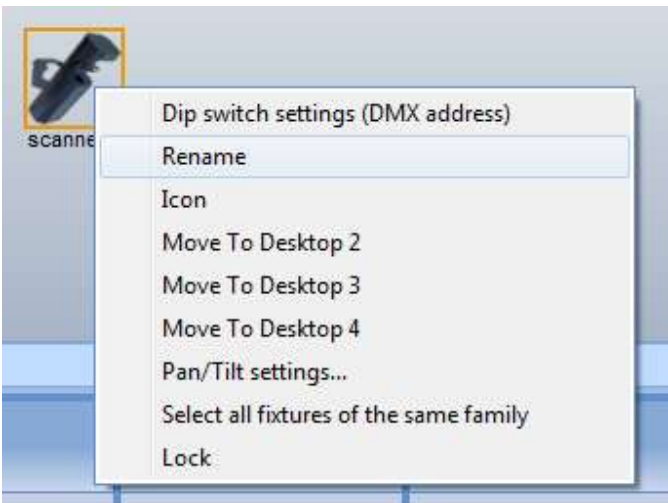 scanne
Dip switch settings (DMX address)
Rename
Icon
Move To Desktop 2
Move To Desktop 3
Move To Desktop 4
Pan/Tilt settings...
Select all fixtures of the same family
Lock